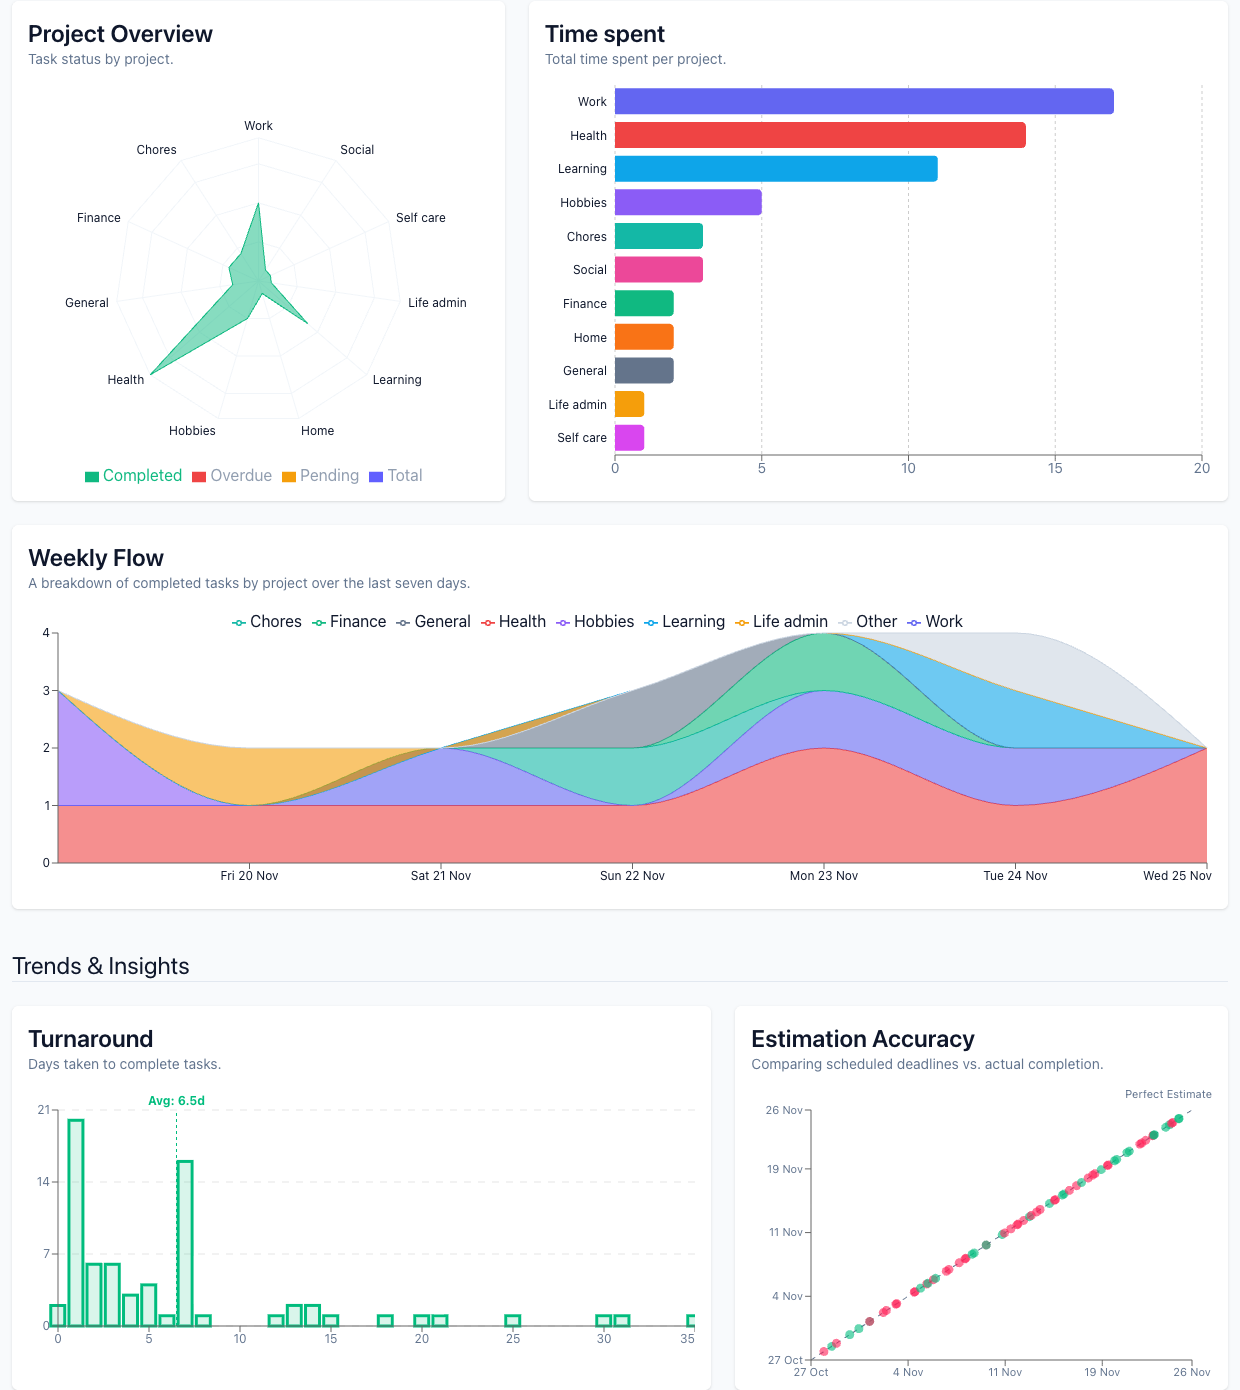 Project Overview
Task status by project.
Work
Social
Self care
Life admin
Learning
Home
Hobbies
Health
General
Finance
Chores
Completed Overdue Pending Total
Time spent
Total time spent per project.
Work
Health
Learning
Hobbies
Chores
Social
Finance
Home
General
Life admin
Self care
0 5 10 15 20
Weekly Flow
A breakdown of completed tasks by project over the last seven days.
Chores Finance General Health Hobbies Learning Life admin Other Work
4
3
2
1
0
Fri 20 Nov Sat 21 Nov Sun 22 Nov Mon 23 Nov Tue 24 Nov Wed 25 Nov
Trends & Insights
Turnaround
Days taken to complete tasks.
Avg: 6.5d
21
14
7
0
0 5 10 15 20 25 30 35
Estimation Accuracy
Comparing scheduled deadlines vs. actual completion.
Perfect Estimate
26 Nov
19 Nov
11 Nov
4 Nov
27 Oct
27 Oct 4 Nov 11 Nov 19 Nov 26 Nov